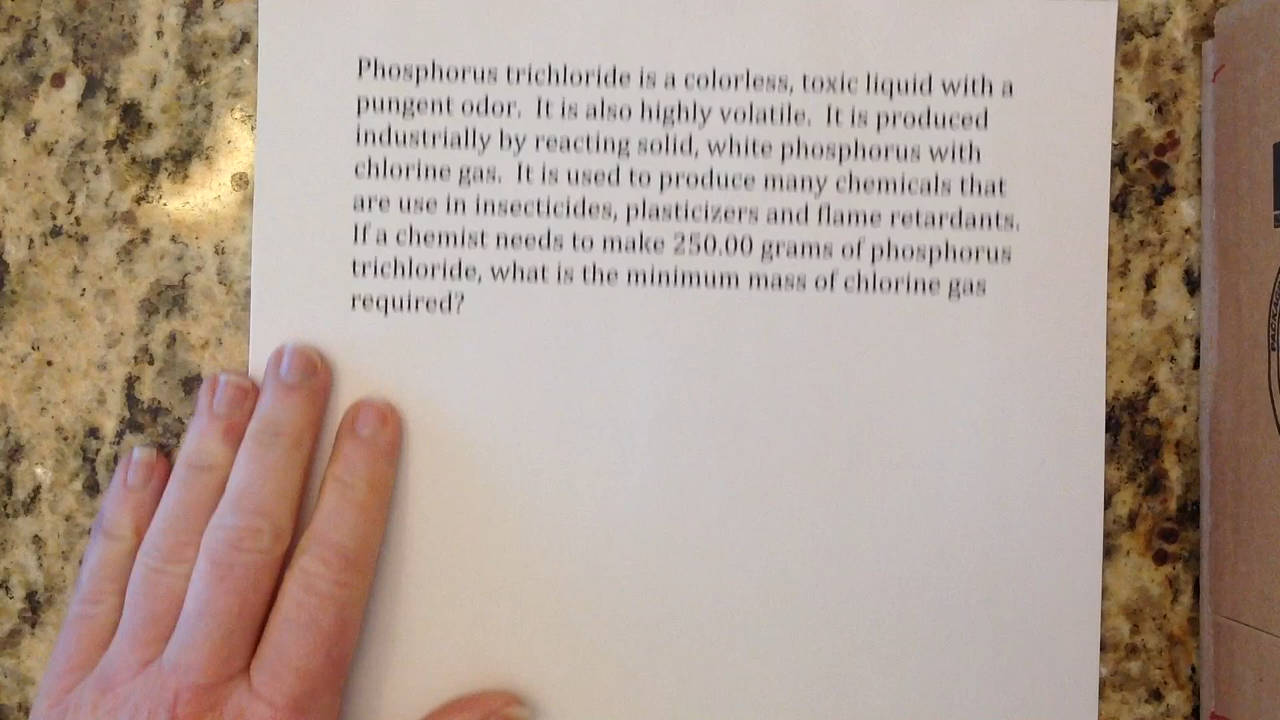 Phosphorus trichloride is a colorless, toxic liquid with a
pungent odor. It is also highly volatile. It is produced
industrially by reacting solid, white phosphorus with
chlorine gas. It is used to produce many chemicals that
are use in insecticides, plasticizers and flame retardants.
If a chemist needs to make 250.00 grams of phosphorus
trichloride, what is the minimum mass of chlorine gas
required?